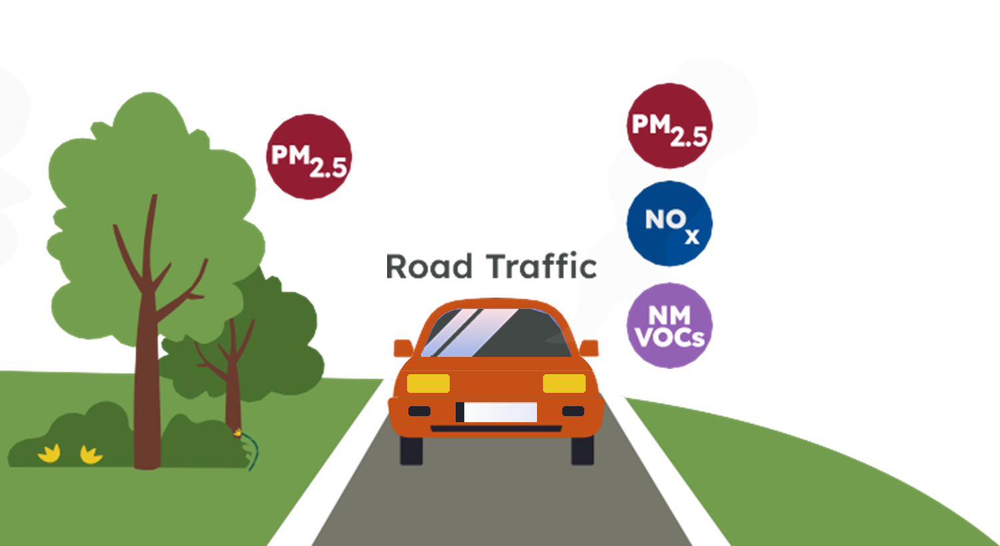 PM2.5
PM2.5
NOx
Road Traffic
NM
VOCs